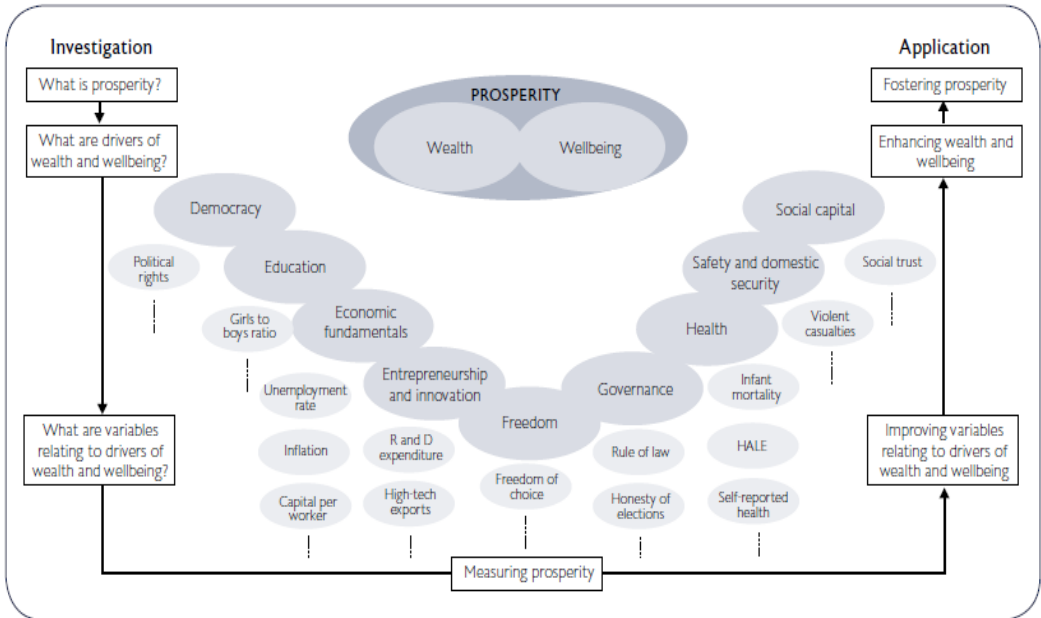 Investigation
What is prosperity?
What are drivers of
wealth and wellbeing?
What are variables
relating to drivers of
wealth and wellbeing?
PROSPERITY
Wealth
Wellbeing
Democracy
Political
rights
Education
Girls to
boys ratio
Economic
fundamentals
Unemployment
rate
Inflation
Capital per
worker
Entrepreneurship
and innovation
R and D
expenditure
High-tech
exports
Freedom
Freedom of
choice
Governance
Rule of law
Honesty of
elections
Health
Infant
mortality
HALE
Self-reported
health
Safety and domestic
security
Violent
casualties
Social capital
Social trust
Measuring prosperity
Application
Fostering prosperity
Enhancing wealth and
wellbeing
Improving variables
relating to drivers of
wealth and wellbeing